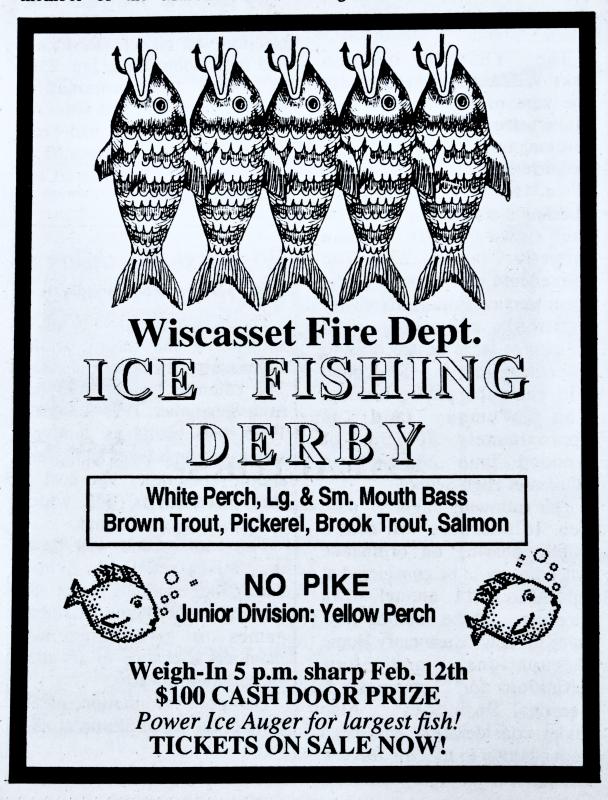 Wiscasset Fire Dept.
ICE FISHING
DERBY
White Perch, Lg. & Sm. Mouth Bass
Brown Trout, Pickerel, Brook Trout, Salmon
NO PIKE
Junior Division: Yellow Perch
Weigh-In 5 p.m. sharp Feb. 12th
$100 CASH DOOR PRIZE
Power Ice Auger for largest fish!
TICKETS ON SALE NOW!